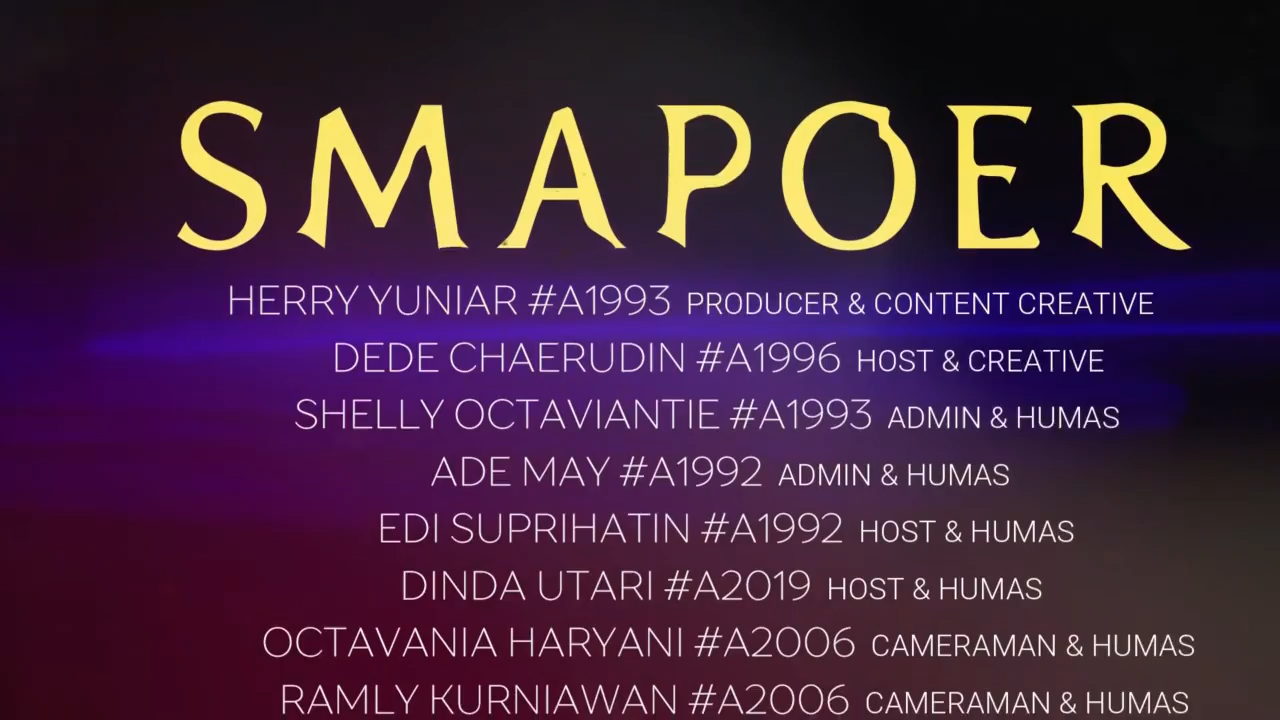 SMAPOER
HERRY YUNIAR #A1993 PRODUCER & CONTENT CREATIVE
DEDE CHAERUDIN #A1996 HOST & CREATIVE
SHELLY OCTAVIANTIE #A1993 ADMIN & HUMAS
ADE MAY #A1992 ADMIN & HUMAS
EDI SUPRIHATIN #A1992 HOST & HUMAS
DINDA UTARI #A2019 HOST & HUMAS
OCTAVANIA HARYANI #A2006 CAMERAMAN & HUMAS
RAMLY KURNIAWAN #A2006 CAMERAMAN & HUMAS